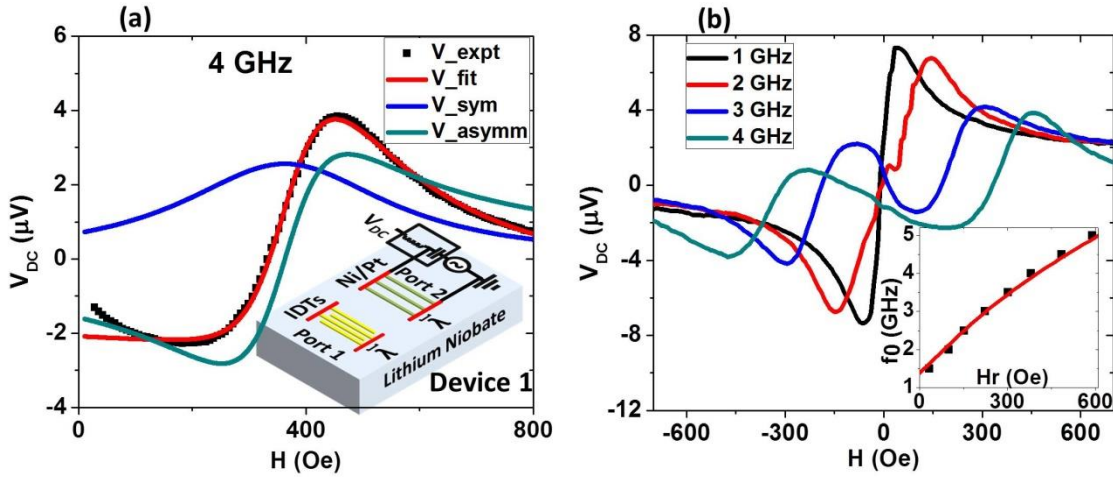 (a)
4 GHz
V_expt
V_fit
V_sym
V_asymm
6
4
2
0
-2
-4
V_DC (µV)
0
400
800
H (Oe)
V_DC
Ni/Pt
Port 2
IDTs
Port 1
Lithium Niobate
Device 1
(b)
1 GHz
2 GHz
3 GHz
4 GHz
8
4
0
-4
-8
-12
V_DC (µV)
-600
-300
0
300
600
H (Oe)
5
4
3
2
1
f0 (GHz)
Hr (Oe)
0
300
600